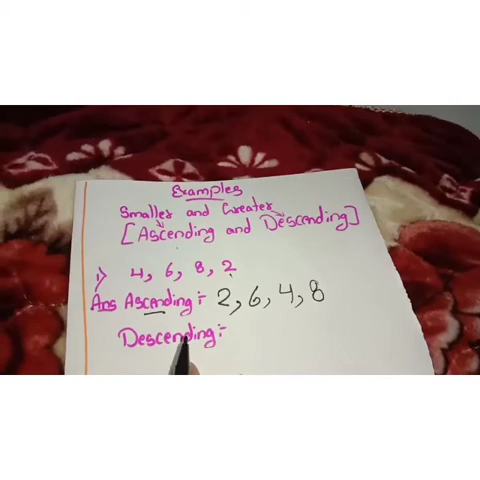 Examples
Smaller and Greater
[Ascending and Descending]
1) 4, 6, 8, 2
Ans Ascending :- 2, 6, 4, 8
Descending :-